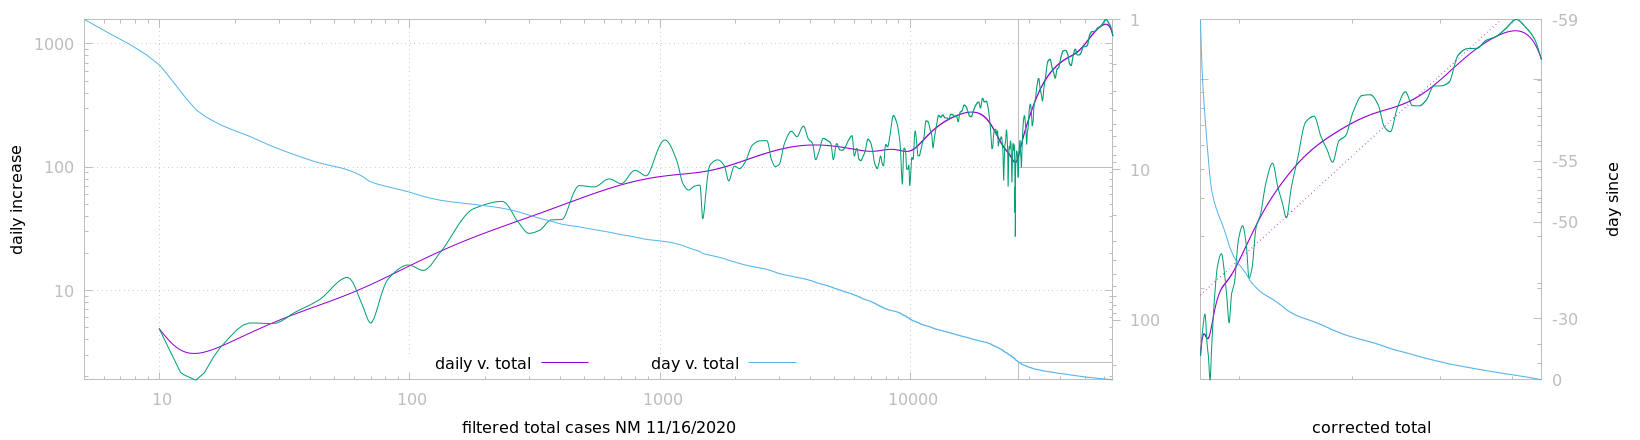 1000
100
10
daily increase
10
100
1000
10000
filtered total cases NM 11/16/2020
daily v. total
day v. total
1
10
100
-59
-55
-50
-30
0
day since
corrected total